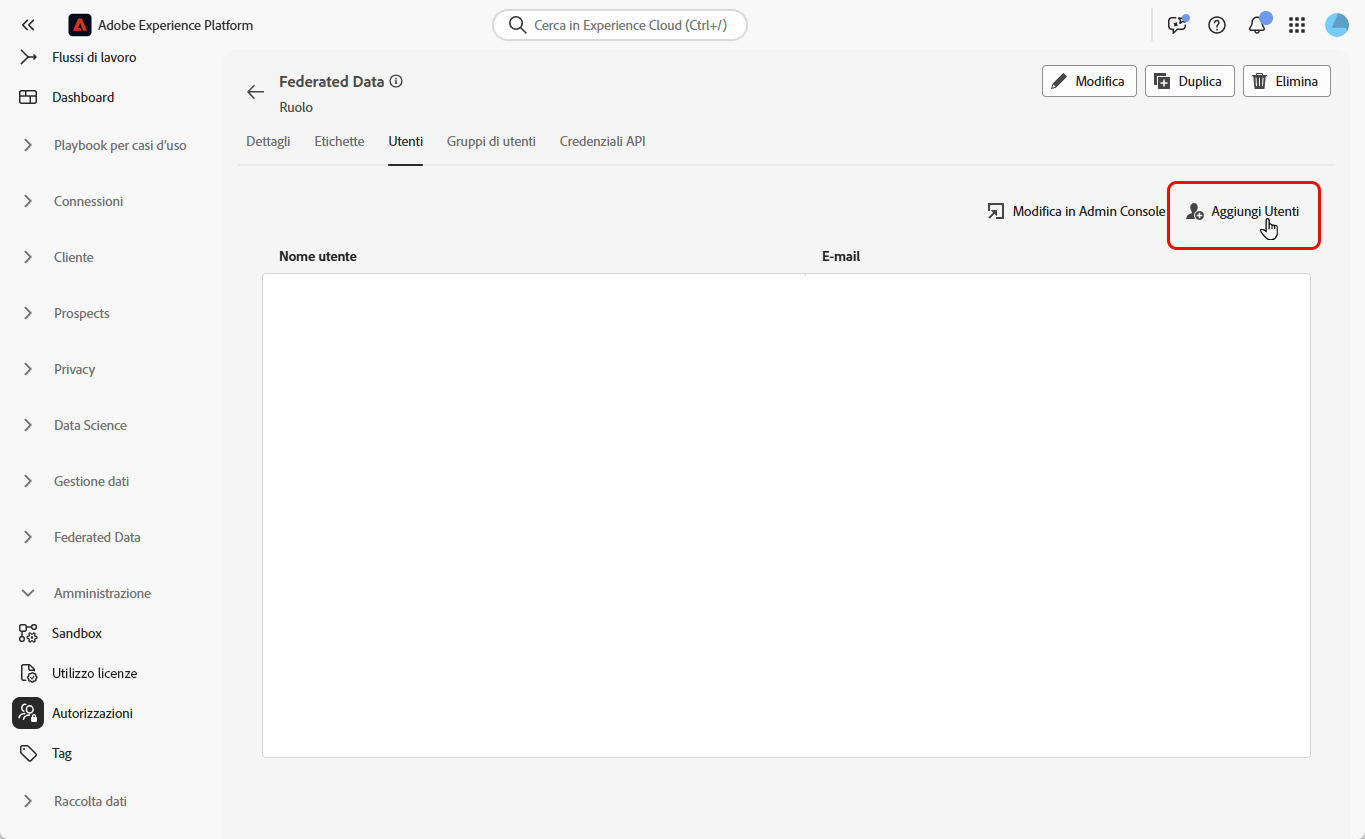 Adobe Experience Platform
Cerca in Experience Cloud (Ctrl+/)
Flussi di lavoro
Dashboard
Playbook per casi d'uso
Connessioni
Cliente
Prospects
Privacy
Data Science
Gestione dati
Federated Data
Amministrazione
Sandbox
Utilizzo licenze
Autorizzazioni
Tag
Raccolta dati
Federated Data
Ruolo
Modifica
Duplica
Elimina
Dettagli
Etichette
Utenti
Gruppi di utenti
Credenziali API
Modifica in Admin Console
Aggiungi Utenti
Nome utente
E-mail